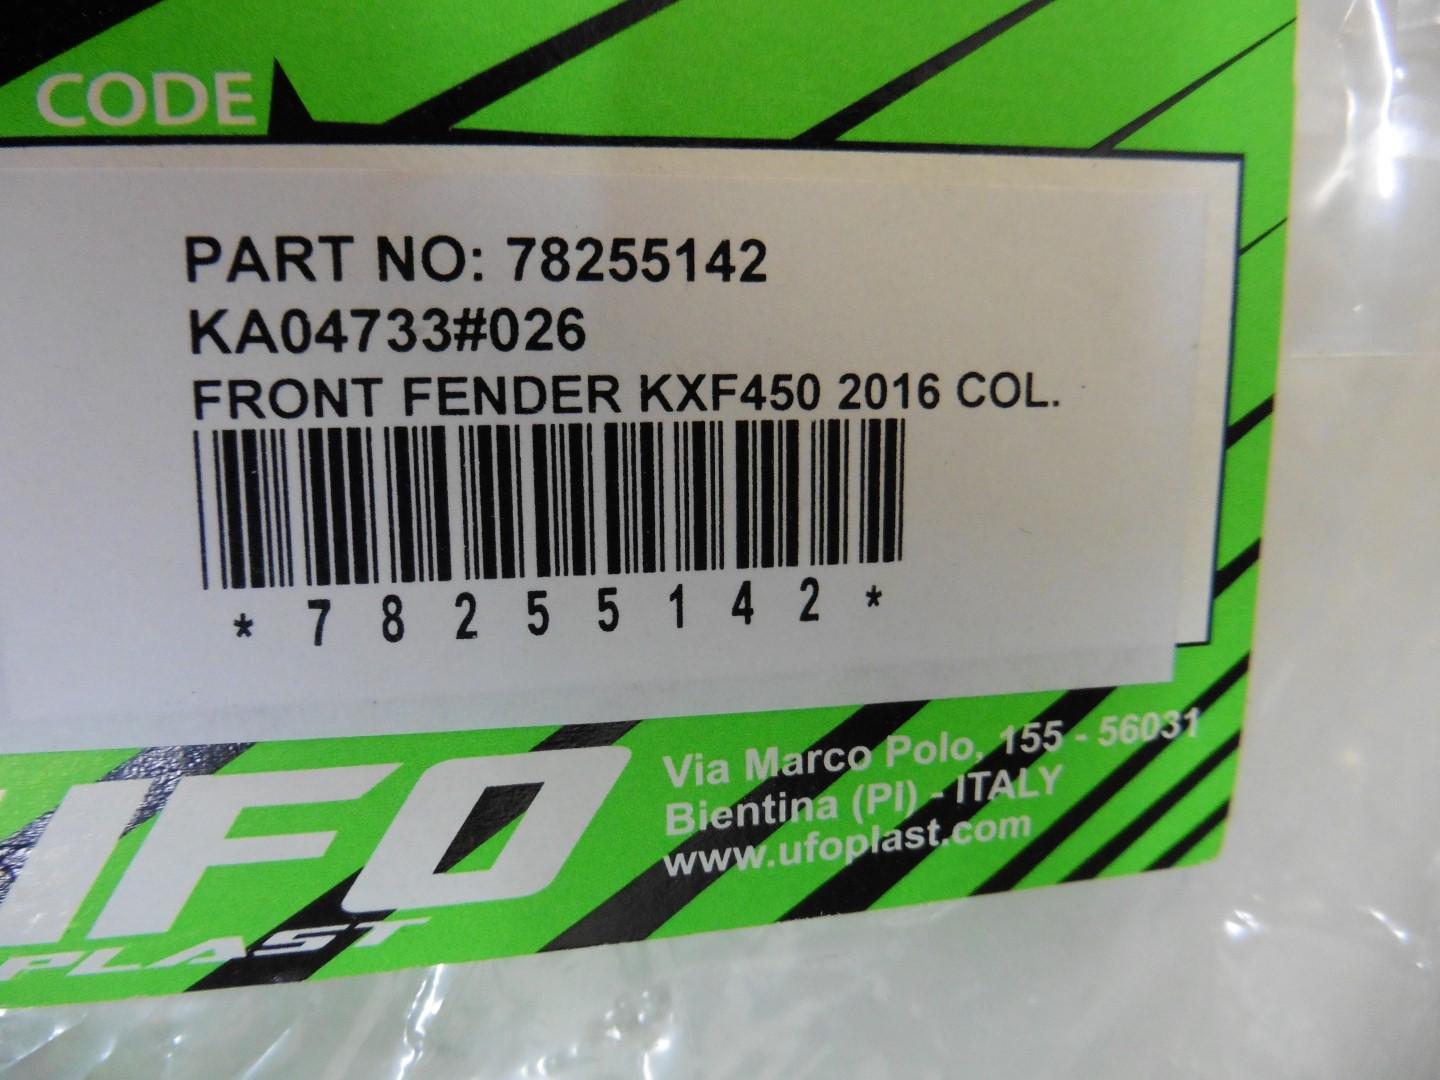 CODE
PART NO: 78255142
KA04733#026
FRONT FENDER KXF450 2016 COL.
* 7 8 2 5 5 1 4 2 *
UFO
PLAST
Via Marco Polo, 155 - 56031
Bientina (PI) - ITALY
www.ufoplast.com